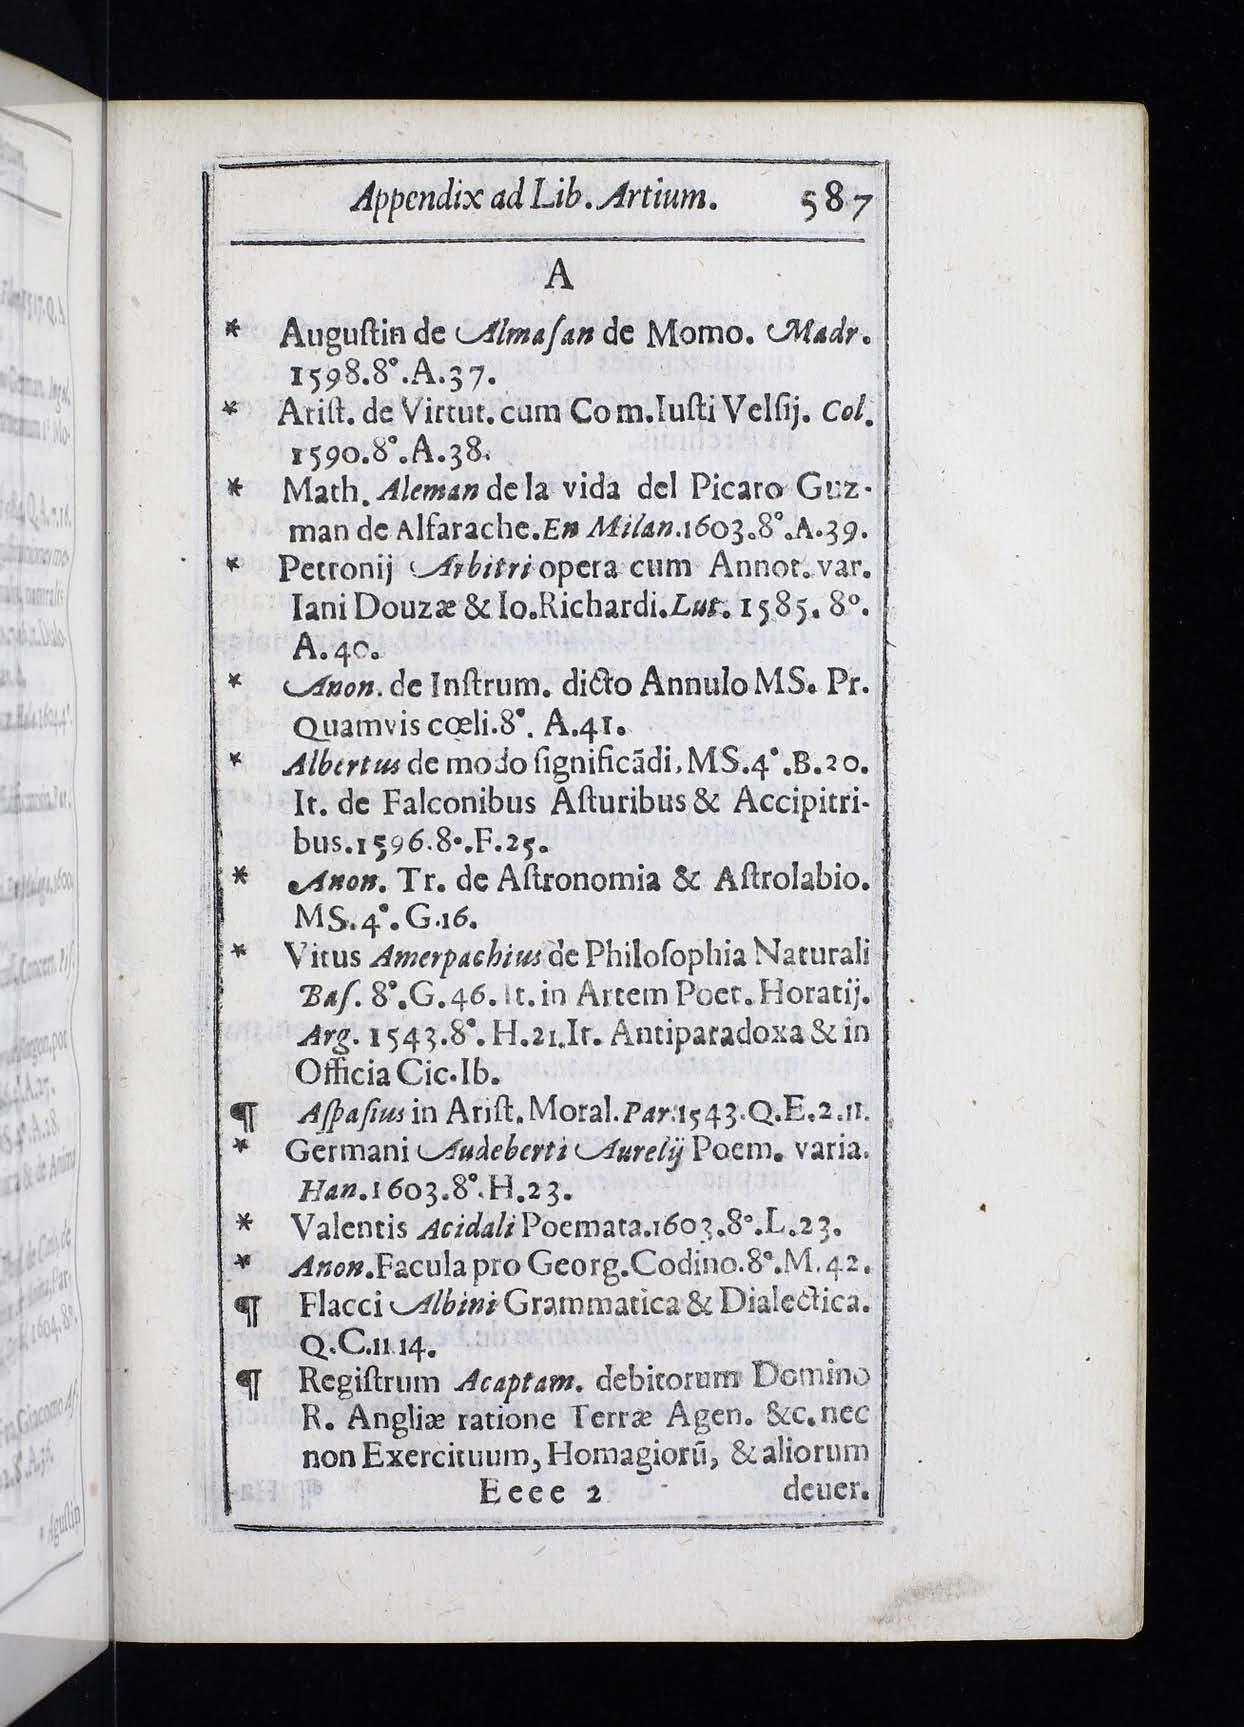 Appendix ad Lib. Artium. 587
A
* Auguſtin de Almaſan de Momo. Madr.
1598.8°.A.37.
* Ariſt. de Virtut. cum Com. Iuſti Velſij. Col.
1590.8°.A.38.
* Math. Aleman de la vida del Picaro Guz-
man de Alfarache. En Milan.1603.8°.A.39.
* Petronij Arbitri opera cum Annot. var.
Iani Douzæ & Io. Richardi. Lut. 1585. 8°.
A.40.
* Anon. de Inſtrum. dicto Annulo MS. Pr.
Quamvis cœli.8°. A.41.
* Albertus de modo ſignificãdi, MS.4°.B.20.
It. de Falconibus Aſturibus & Accipitri-
bus.1596.8°.F.25.
* Anon. Tr. de Aſtronomia & Aſtrolabio.
MS.4°.G.16.
* Vitus Amerpachius de Philoſophia Naturali
Baſ. 8°.G.46. It. in Artem Poet. Horatij.
Arg. 1543.8°.H.21.It. Antiparadoxa & in
Officia Cic.Ib.
¶ Aſpaſius in Ariſt. Moral. Par.1543.Q.E.2.11.
* Germani Audeberti Aurelij Poem. varia.
Han.1603.8°.H.23.
* Valentis Acidali Poemata.1603.8°.L.23.
* Anon. Facula pro Georg. Codino.8°.M.42.
¶ Flacci Albini Grammatica & Dialectica.
Q.C.11.14.
¶ Regiſtrum Acaptam. debitorum Domino
R. Angliæ ratione Terræ Agen. &c. nec
non Exercituum, Homagiorũ, & aliorum
Eeee 2 deuer.